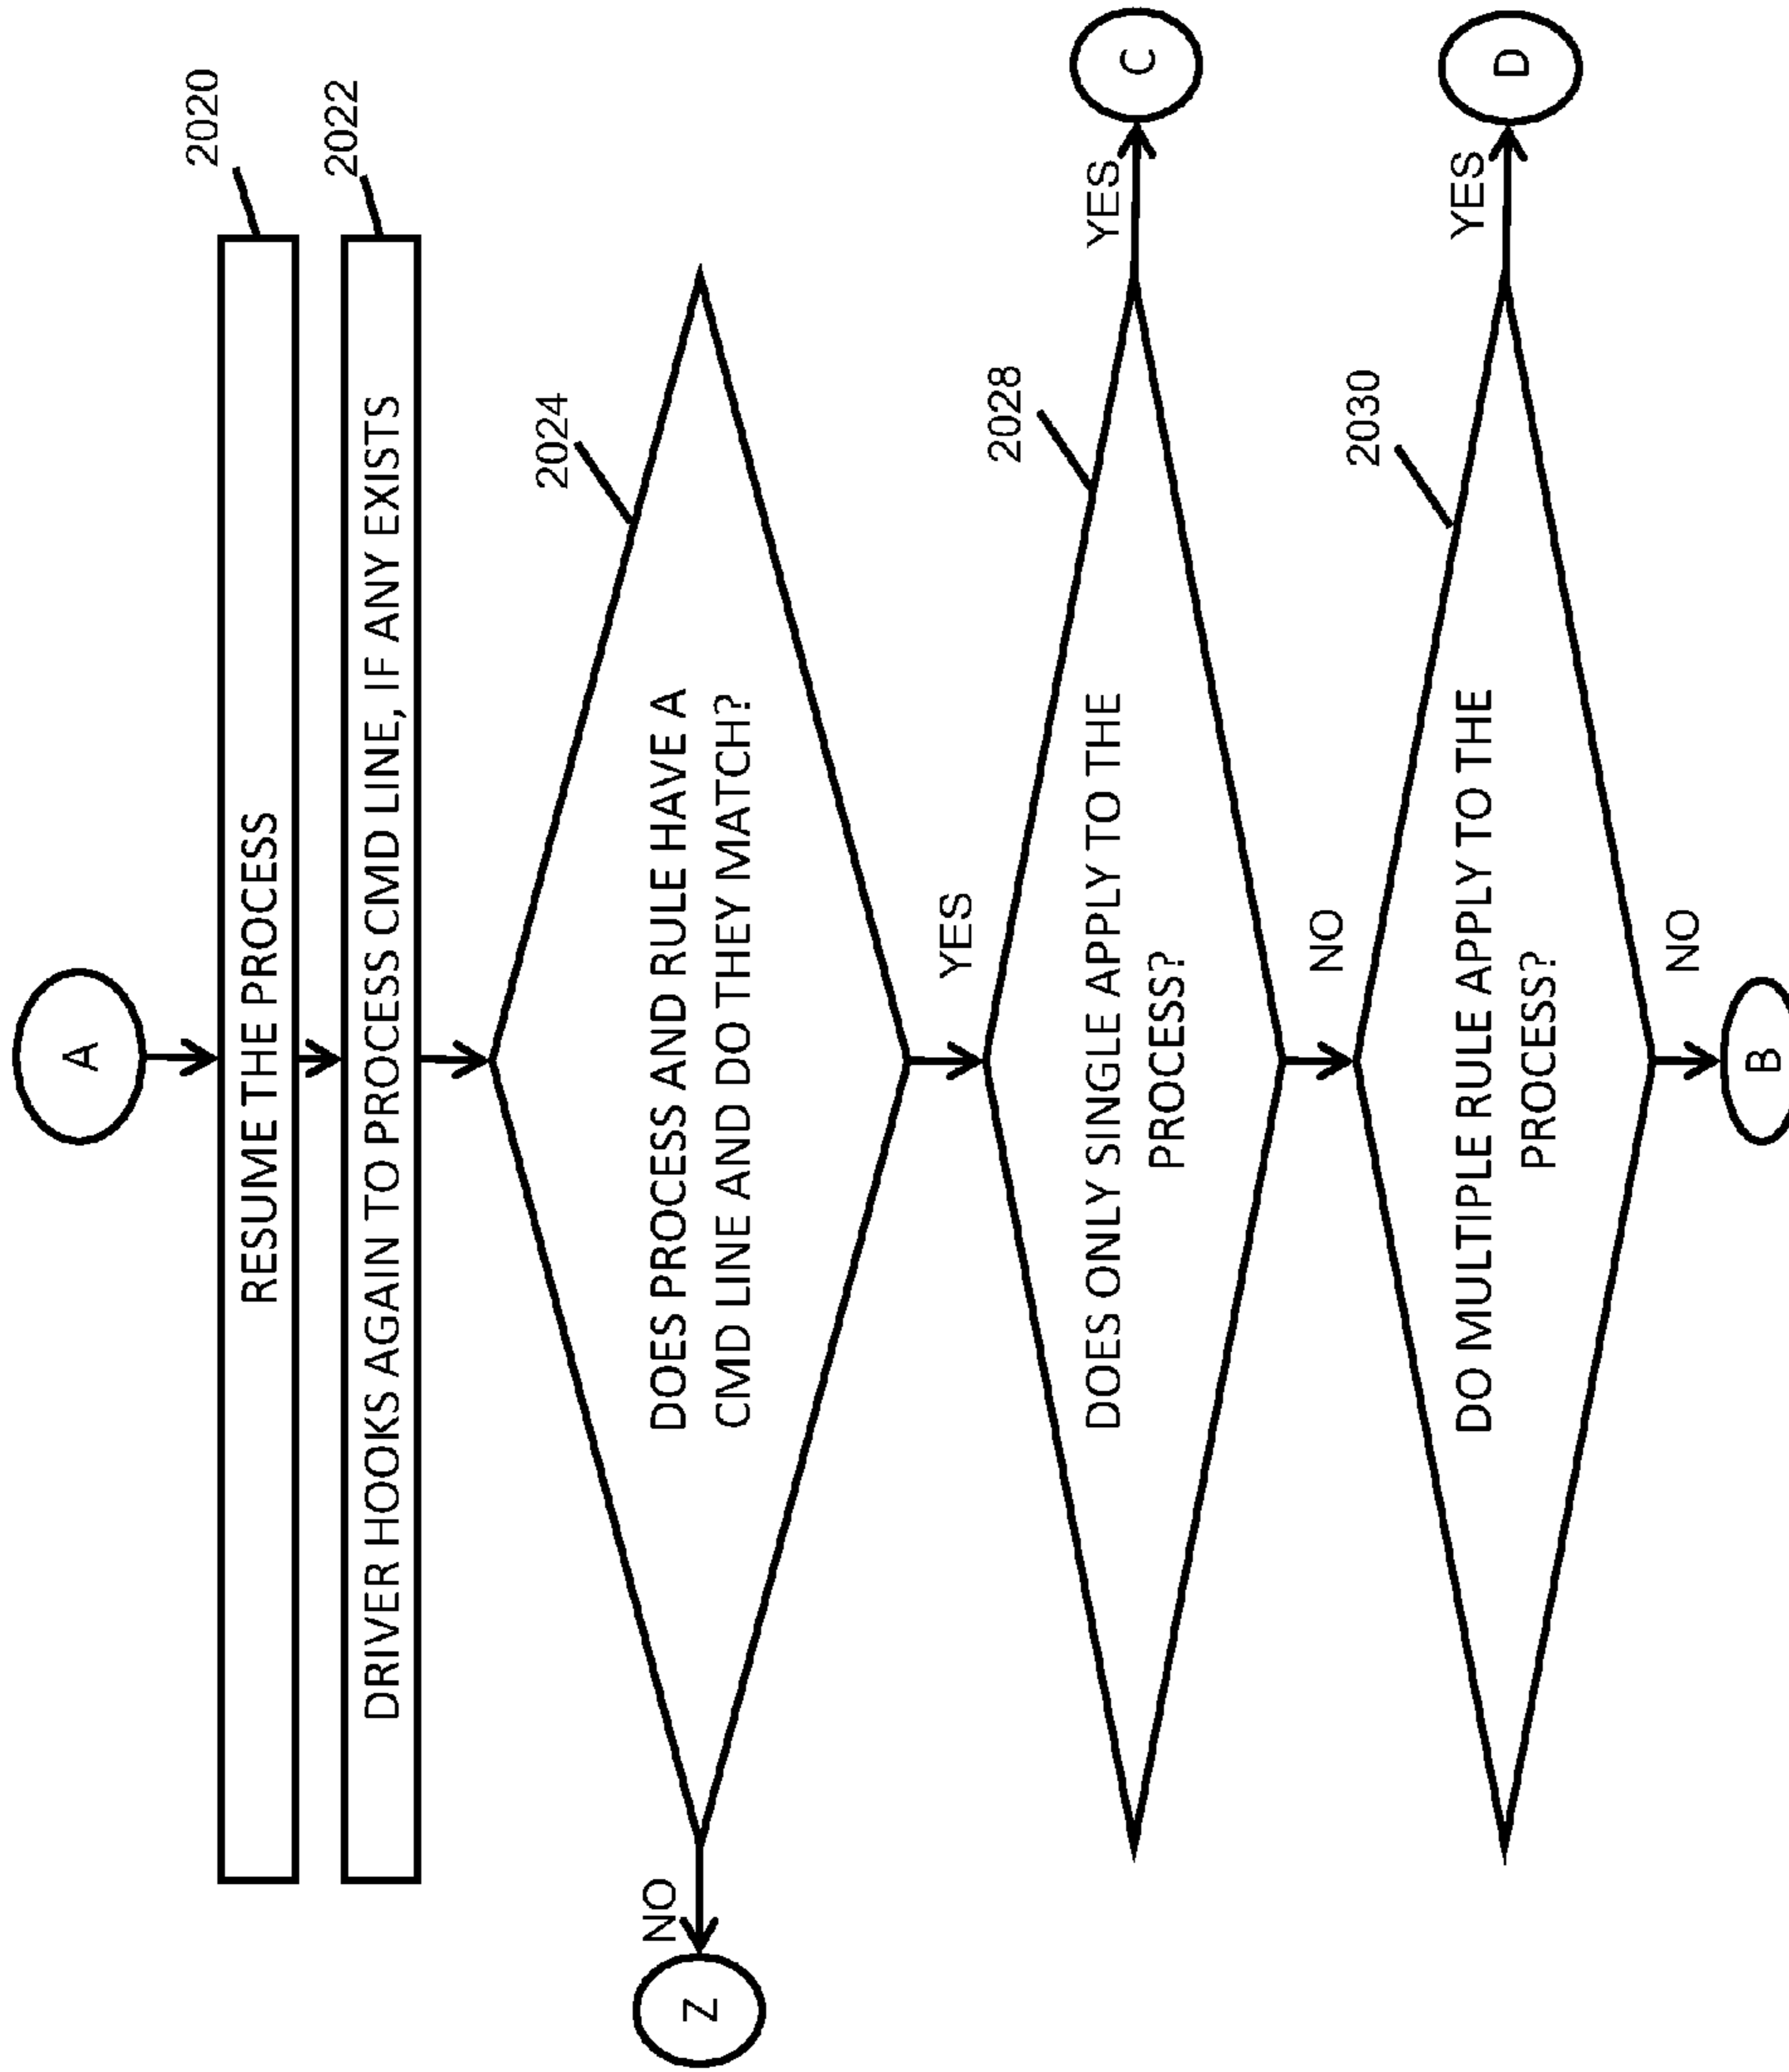 A
RESUME THE PROCESS
2020
DRIVER HOOKS AGAIN TO PROCESS CMD LINE, IF ANY EXISTS
2022
DOES PROCESS AND RULE HAVE A
CMD LINE AND DO THEY MATCH?
2024
NO
Z
YES
DOES ONLY SINGLE APPLY TO THE
PROCESS?
2028
YES
C
NO
DO MULTIPLE RULE APPLY TO THE
PROCESS?
2030
YES
D
NO
B